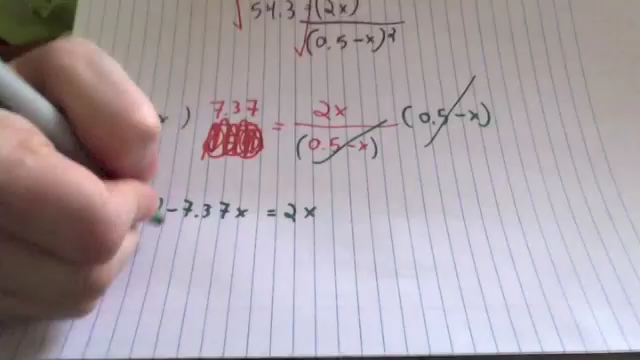 √54.3 = (2x)
√(0.5-x)²
x) 7.37 = 2x (0.5-x)
(0.5-x)
-7.37x = 2x